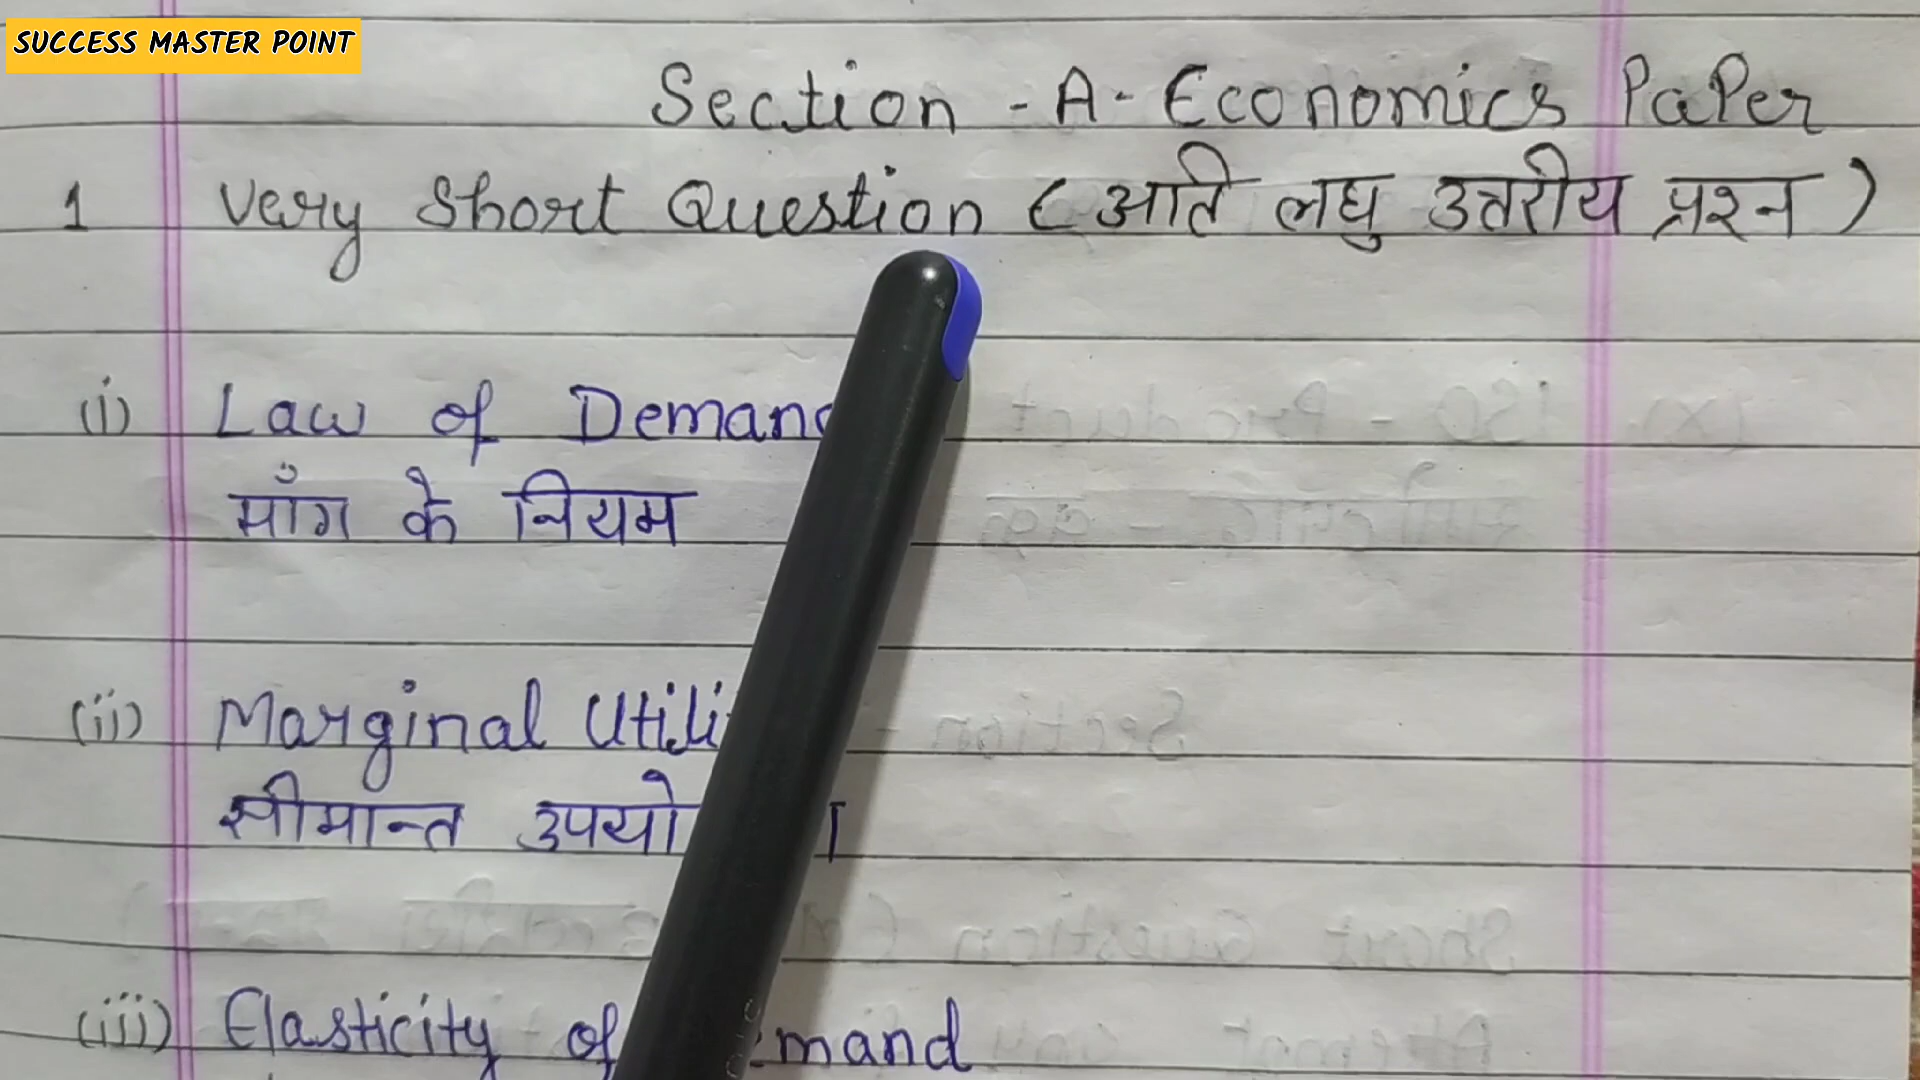 SUCCESS MASTER POINT
Section - A - Economics Paper
1 Very Short Question (अति लघु उत्तरीय प्रश्न)
(i) Law of Demand
माँग के नियम
(ii) Marginal Utili
सीमान्त उपयो
(iii) Elasticity of mand